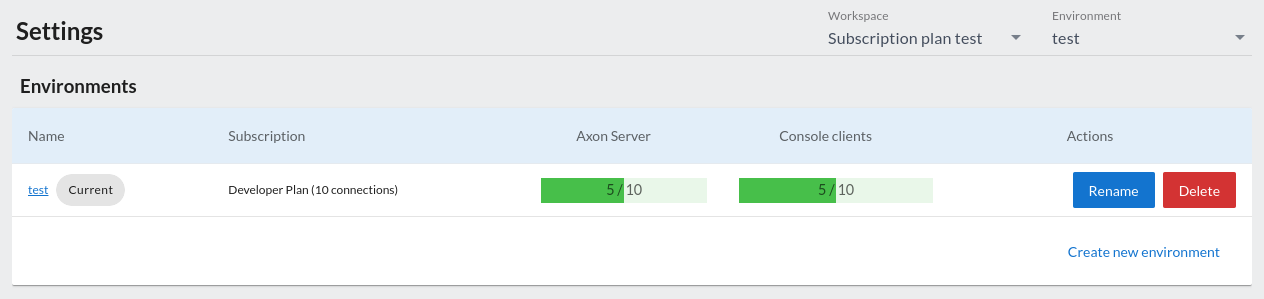 Settings
Workspace
Subscription plan test
Environment
test
Environments
Name Subscription Axon Server Console clients Actions
test Current Developer Plan (10 connections) 5 / 10 5 / 10 Rename Delete
Create new environment